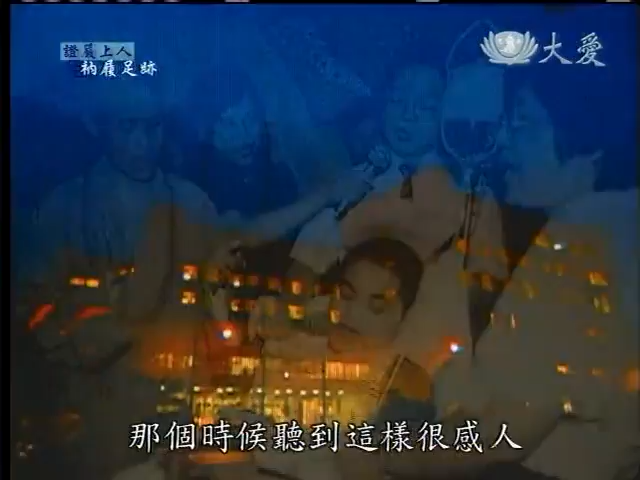 證嚴上人
衲履足跡
大愛
那個時候聽到這樣很感人